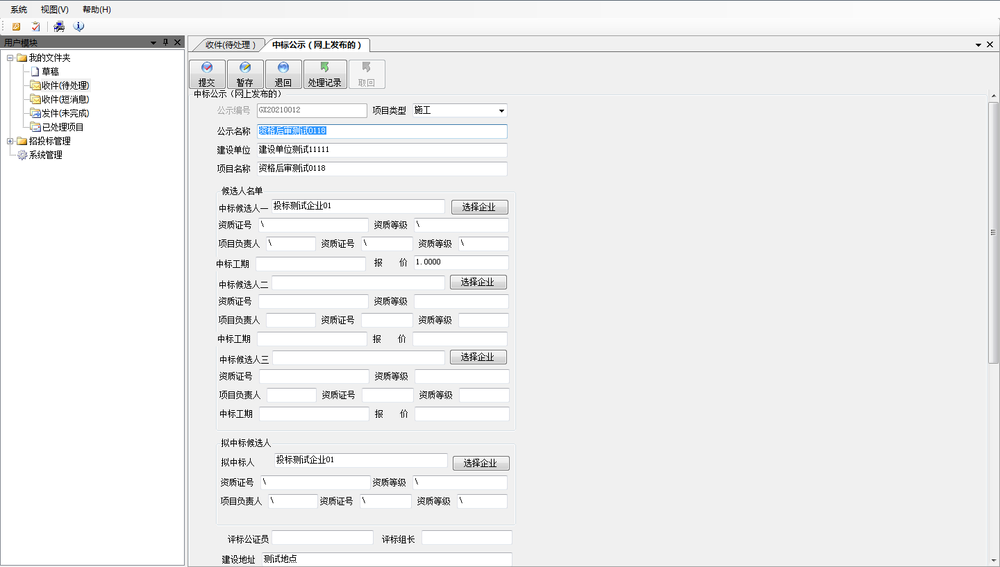 系统 视图(V) 帮助(H)
用户模块
我的文件夹
草稿
收件(待处理)
收件(短消息)
发件(未完成)
已处理项目
招投标管理
系统管理
收件(待处理) 中标公示(网上发布的)
提交 暂存 退回 处理记录 取回
中标公示(网上发布的)
公示编号 GX20210012 项目类型 施工
公示名称 资格后审测试0118
建设单位 建设单位测试11111
项目名称 资格后审测试0118
候选人名单
中标候选人一 投标测试企业01 选择企业
资质证号 \ 资质等级 \
项目负责人 \ 资质证号 \ 资质等级 \
中标工期 报 价 1.0000
中标候选人二 选择企业
资质证号 资质等级
项目负责人 资质证号 资质等级
中标工期 报 价
中标候选人三 选择企业
资质证号 资质等级
项目负责人 资质证号 资质等级
中标工期 报 价
拟中标候选人
拟中标人 投标测试企业01 选择企业
资质证号 \ 资质等级 \
项目负责人 \ 资质证号 \ 资质等级 \
评标公证员 评标组长
建设地址 测试地点